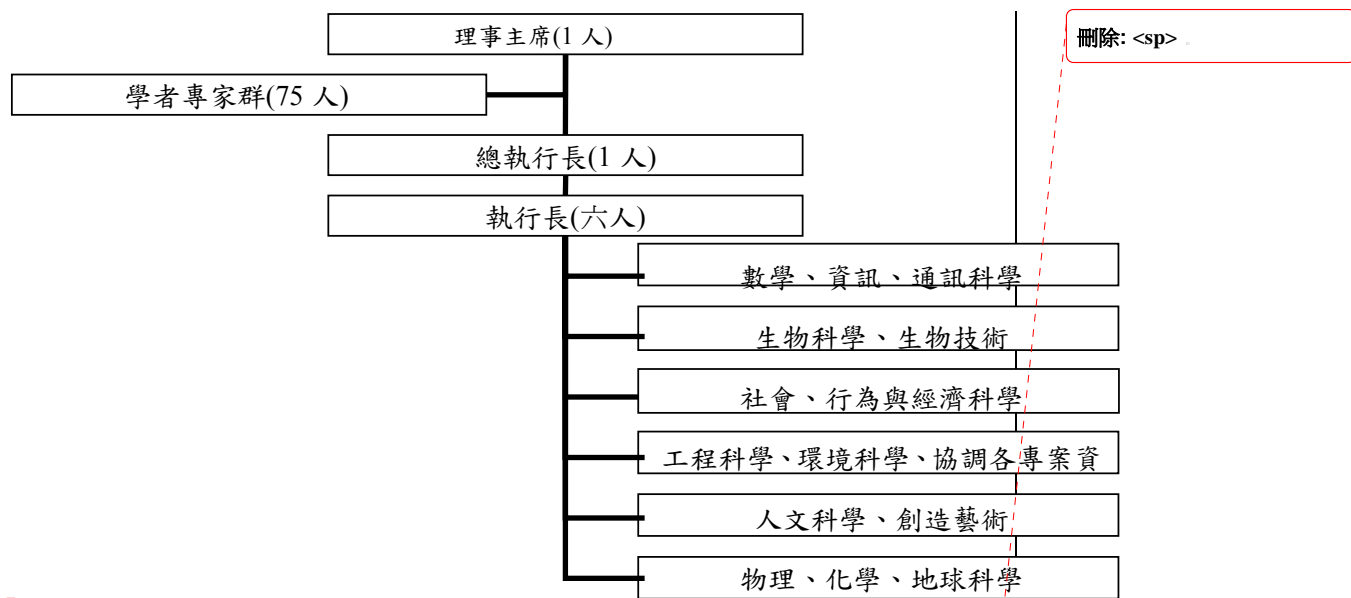 理事主席(1 人)
刪除: <sp>
學者專家群(75 人)
總執行長(1 人)
執行長(六人)
數學、資訊、通訊科學
生物科學、生物技術
社會、行為與經濟科學
工程科學、環境科學、協調各專案資
人文科學、創造藝術
物理、化學、地球科學